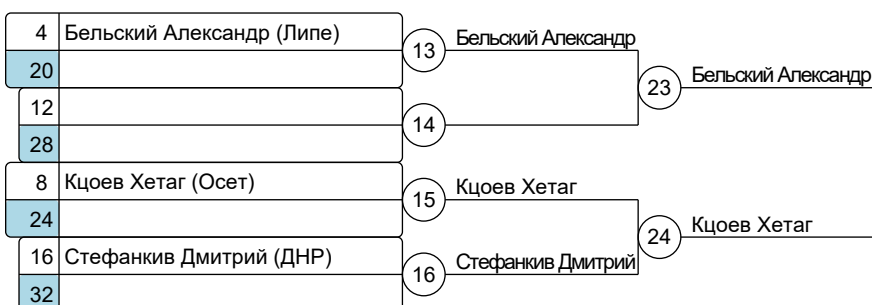 4 Бельский Александр (Липе)
20
13 Бельский Александр
23 Бельский Александр
12
28
14
8 Кцоев Хетаг (Осет)
24
15 Кцоев Хетаг
24 Кцоев Хетаг
16 Стефанкив Дмитрий (ДНР)
32
16 Стефанкив Дмитрий